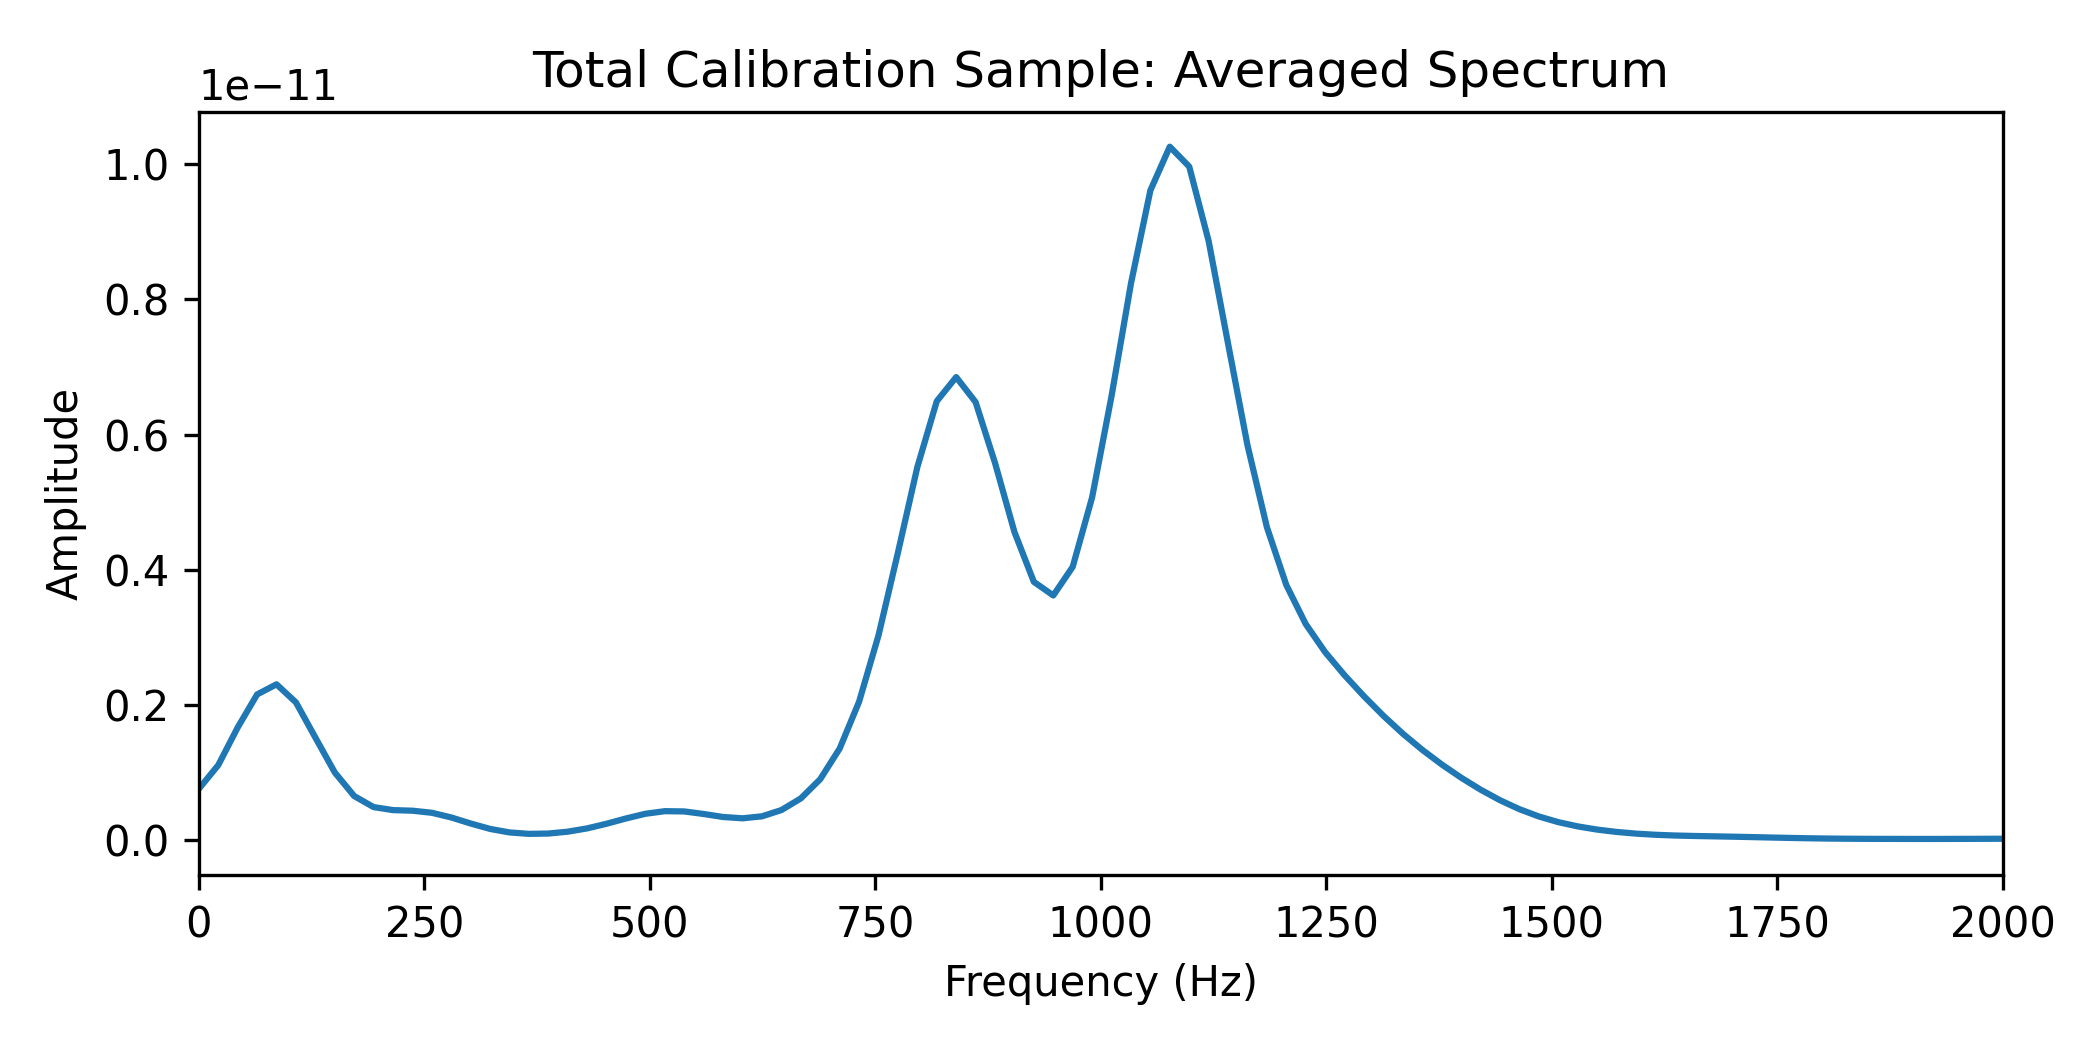 Total Calibration Sample: Averaged Spectrum
1e−11
1.0
0.8
0.6
0.4
0.2
0.0
Amplitude
0 250 500 750 1000 1250 1500 1750 2000
Frequency (Hz)